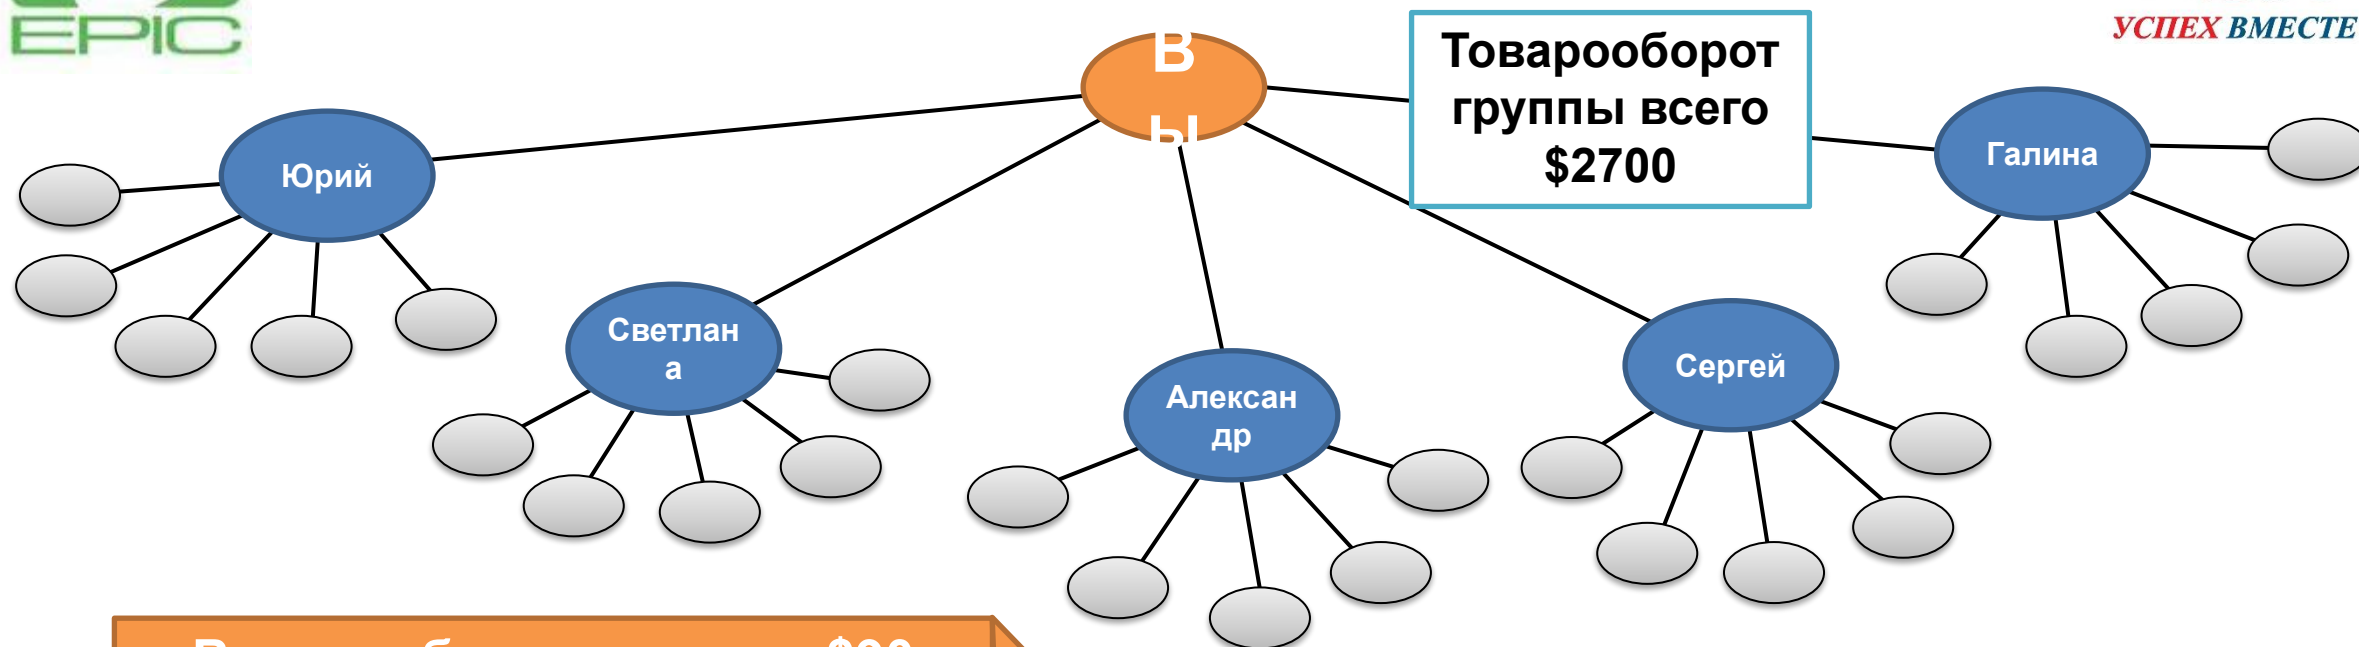 EPIC
УСПЕХ ВМЕСТЕ
В
ы
Товарооборот
группы всего
$2700
Юрий
Галина
Светлан
а
Сергей
Алексан
др